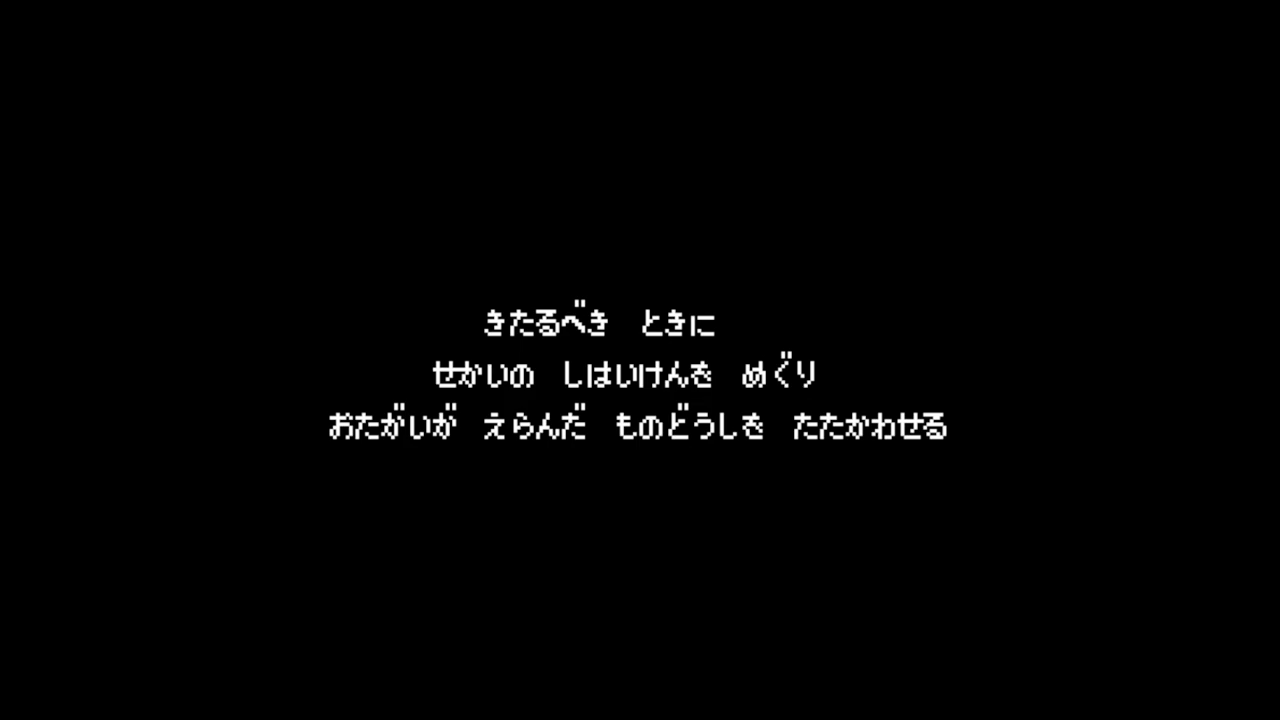 きたるべき　ときに
せかいの　しはいけんを　めぐり
おたがいが　えらんだ　ものどうしを　たたかわせる